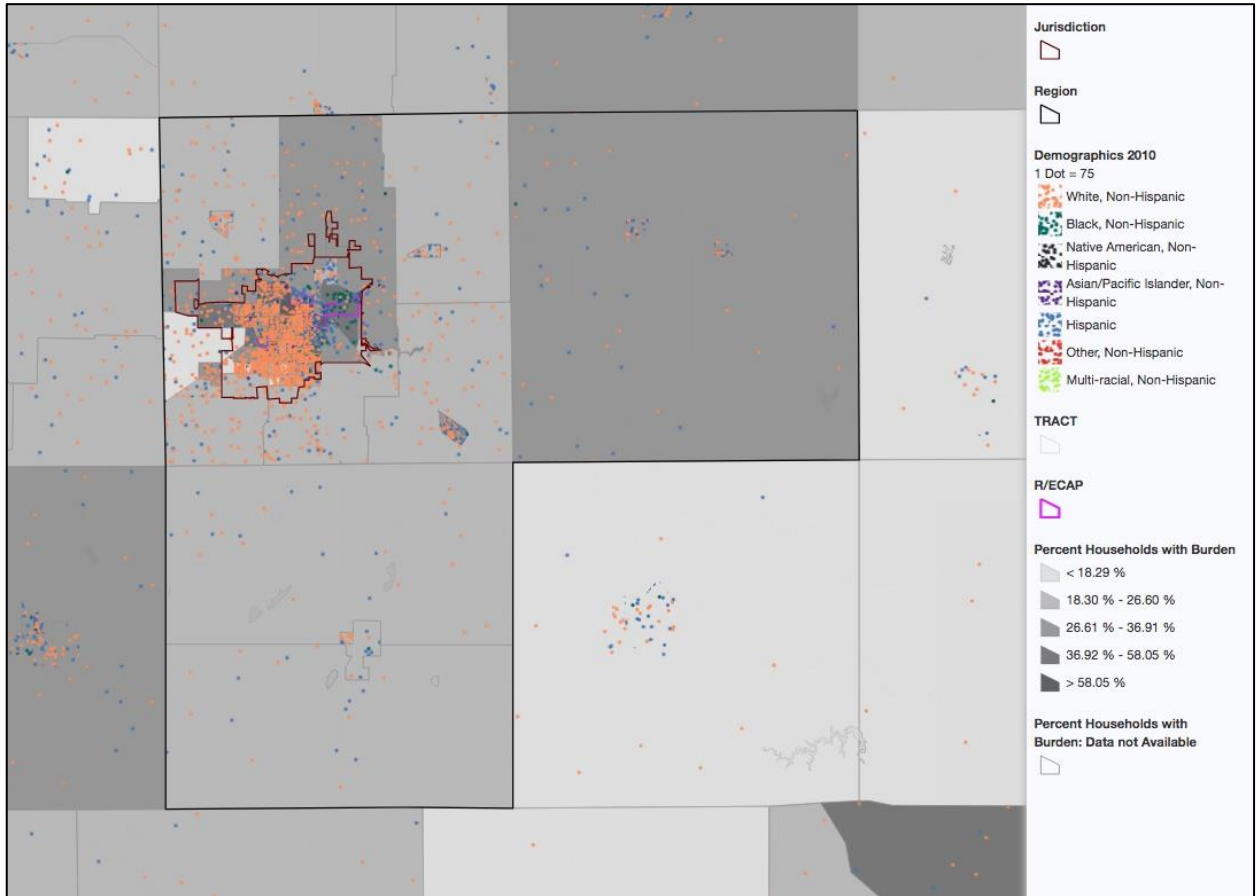 Jurisdiction
Region
Demographics 2010
1 Dot = 75
White, Non-Hispanic
Black, Non-Hispanic
Native American, Non-
Hispanic
Asian/Pacific Islander, Non-
Hispanic
Hispanic
Other, Non-Hispanic
Multi-racial, Non-Hispanic
TRACT
R/ECAP
Percent Households with Burden
< 18.29 %
18.30 % - 26.60 %
26.61 % - 36.91 %
36.92 % - 58.05 %
> 58.05 %
Percent Households with
Burden: Data not Available